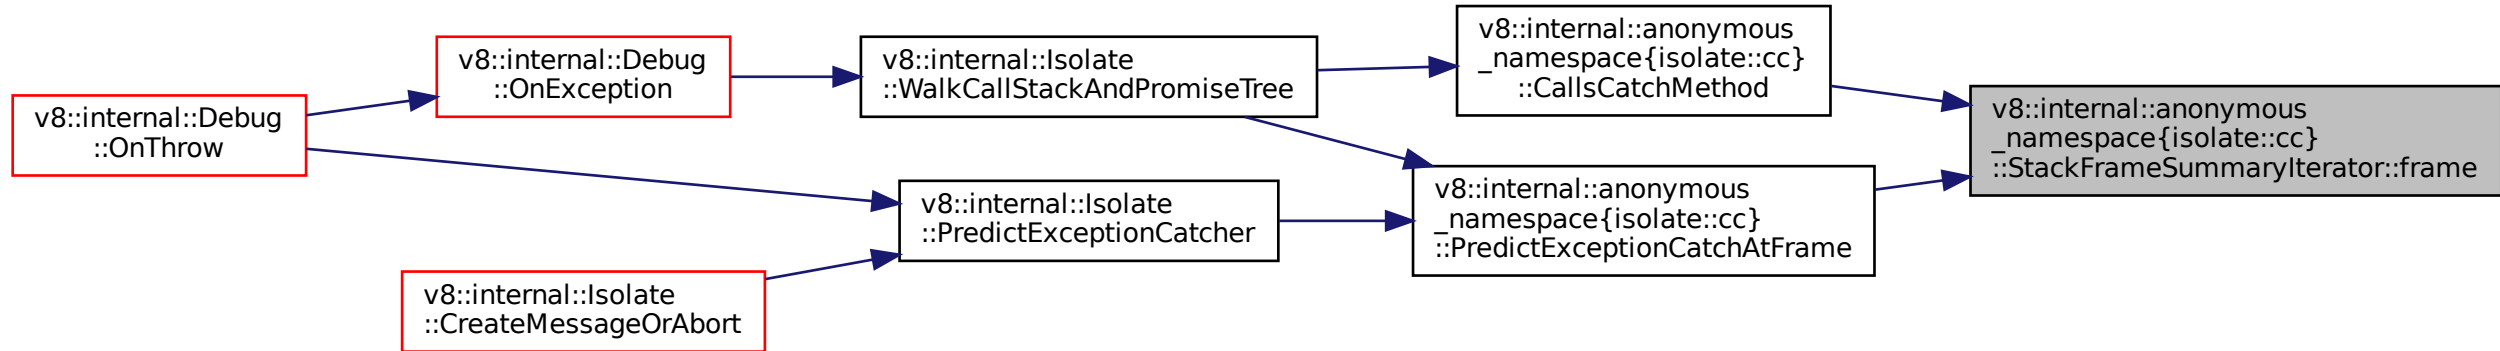 v8::internal::Debug
::OnThrow
v8::internal::Debug
::OnException
v8::internal::Isolate
::CreateMessageOrAbort
v8::internal::Isolate
::WalkCallStackAndPromiseTree
v8::internal::Isolate
::PredictExceptionCatcher
v8::internal::anonymous
_namespace{isolate::cc}
::CallsCatchMethod
v8::internal::anonymous
_namespace{isolate::cc}
::PredictExceptionCatchAtFrame
v8::internal::anonymous
_namespace{isolate::cc}
::StackFrameSummaryIterator::frame